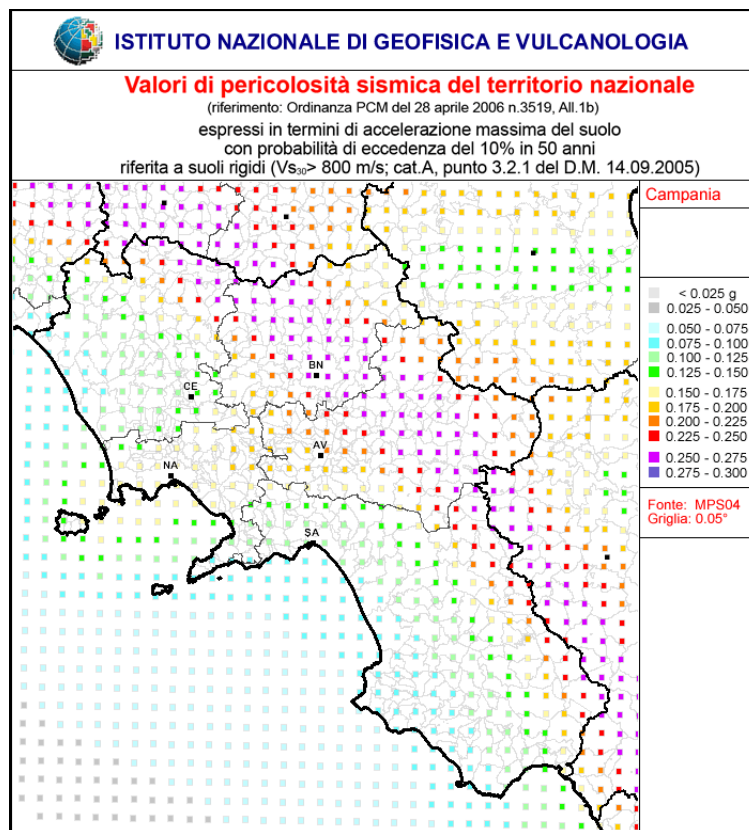 ISTITUTO NAZIONALE DI GEOFISICA E VULCANOLOGIA
Valori di pericolosità sismica del territorio nazionale
(riferimento: Ordinanza PCM del 28 aprile 2006 n.3519, All.1b)
espressi in termini di accelerazione massima del suolo
con probabilità di eccedenza del 10% in 50 anni
riferita a suoli rigidi (Vs₃₀> 800 m/s; cat.A, punto 3.2.1 del D.M. 14.09.2005)
Campania
< 0.025 g
0.025 - 0.050
0.050 - 0.075
0.075 - 0.100
0.100 - 0.125
0.125 - 0.150
0.150 - 0.175
0.175 - 0.200
0.200 - 0.225
0.225 - 0.250
0.250 - 0.275
0.275 - 0.300
Fonte: MPS04
Griglia: 0.05°
BN
CE
AV
NA
SA